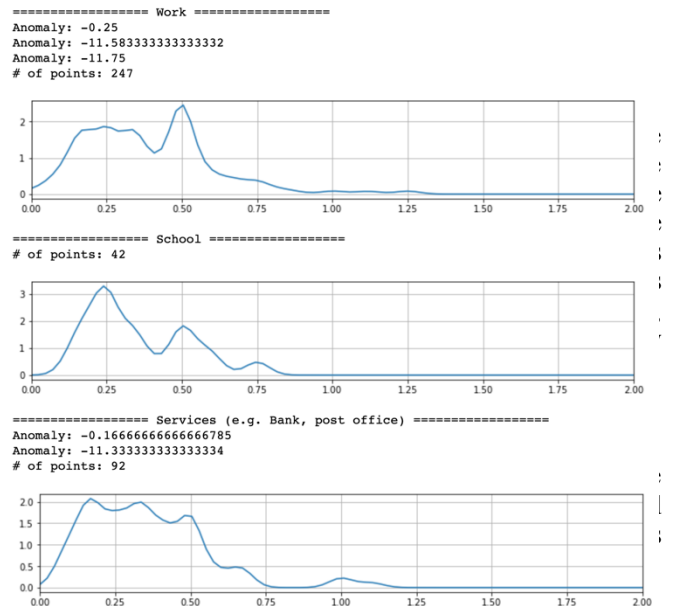 ================== Work ==================
Anomaly: -0.25
Anomaly: -11.583333333333332
Anomaly: -11.75
# of points: 247
2
1
0
0.00 0.25 0.50 0.75 1.00 1.25 1.50 1.75 2.00
================== School ==================
# of points: 42
3
2
1
0
0.00 0.25 0.50 0.75 1.00 1.25 1.50 1.75 2.00
================== Services (e.g. Bank, post office) ==================
Anomaly: -0.16666666666666785
Anomaly: -11.333333333333334
# of points: 92
2.0
1.5
1.0
0.5
0.0
0.00 0.25 0.50 0.75 1.00 1.25 1.50 1.75 2.00